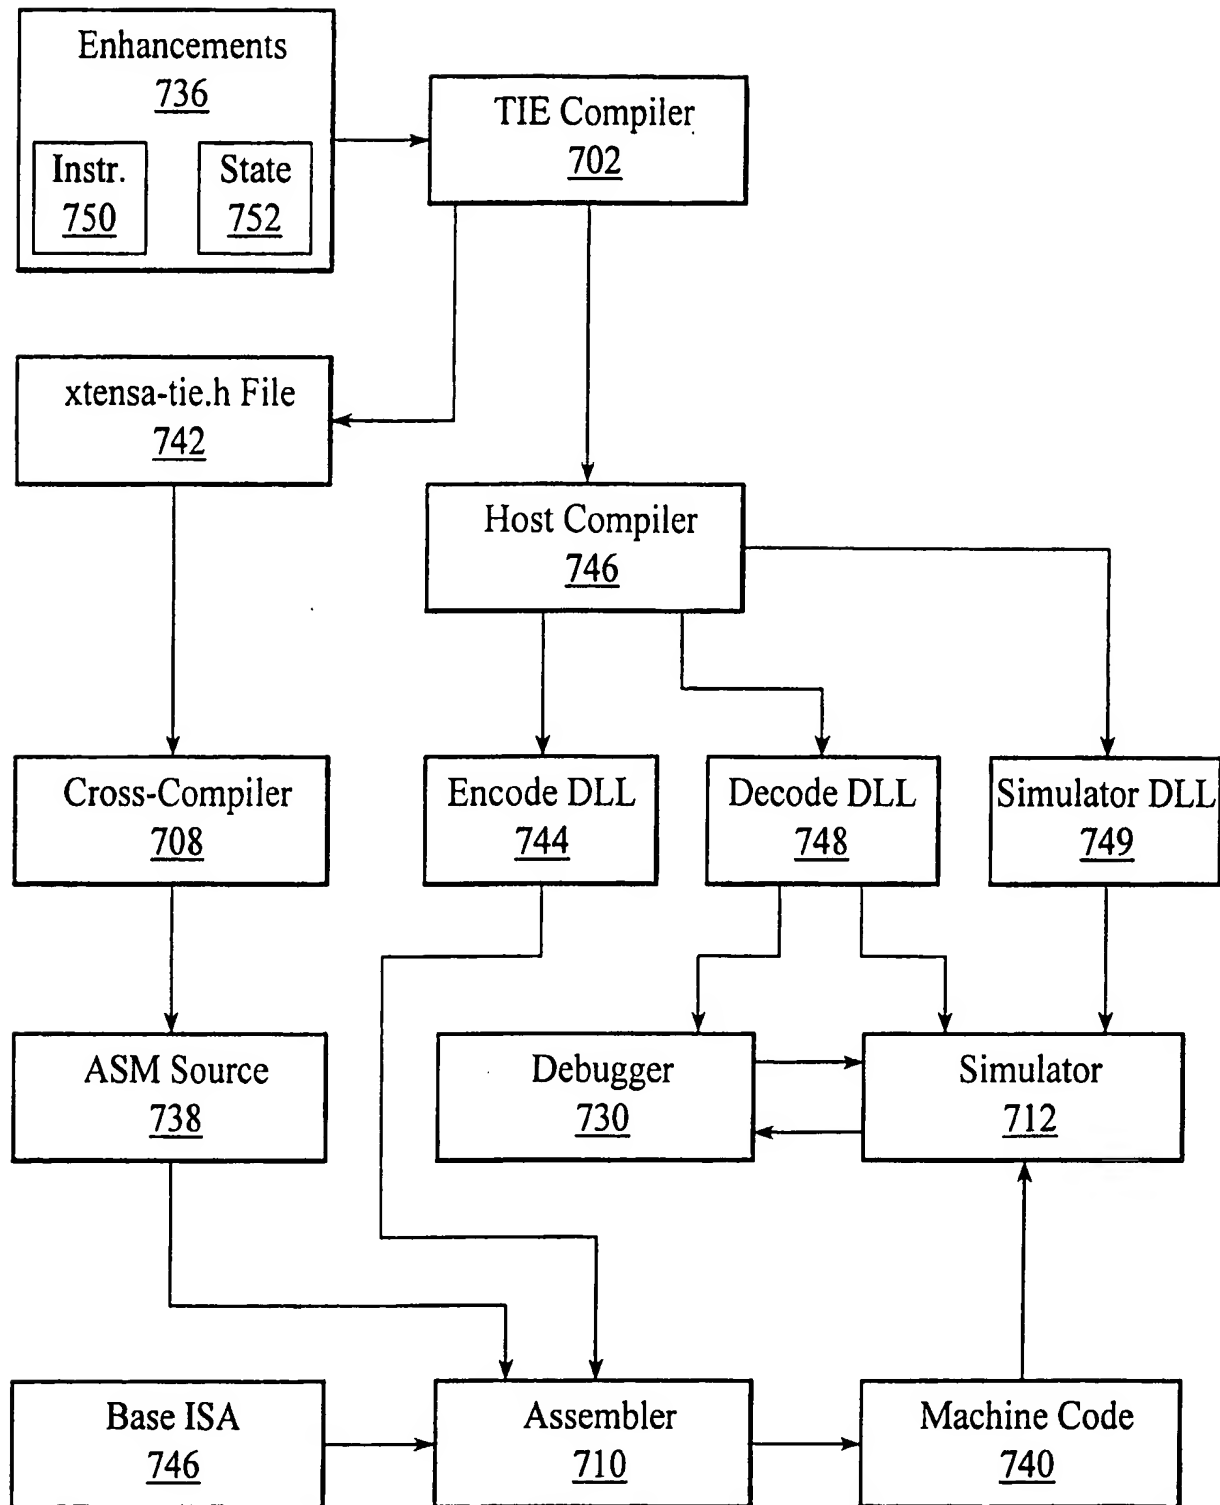 Enhancements
736
Instr.
750
State
752
TIE Compiler
702
xtensa-tie.h File
742
Host Compiler
746
Cross-Compiler
708
Encode DLL
744
Decode DLL
748
Simulator DLL
749
ASM Source
738
Debugger
730
Simulator
712
Base ISA
746
Assembler
710
Machine Code
740